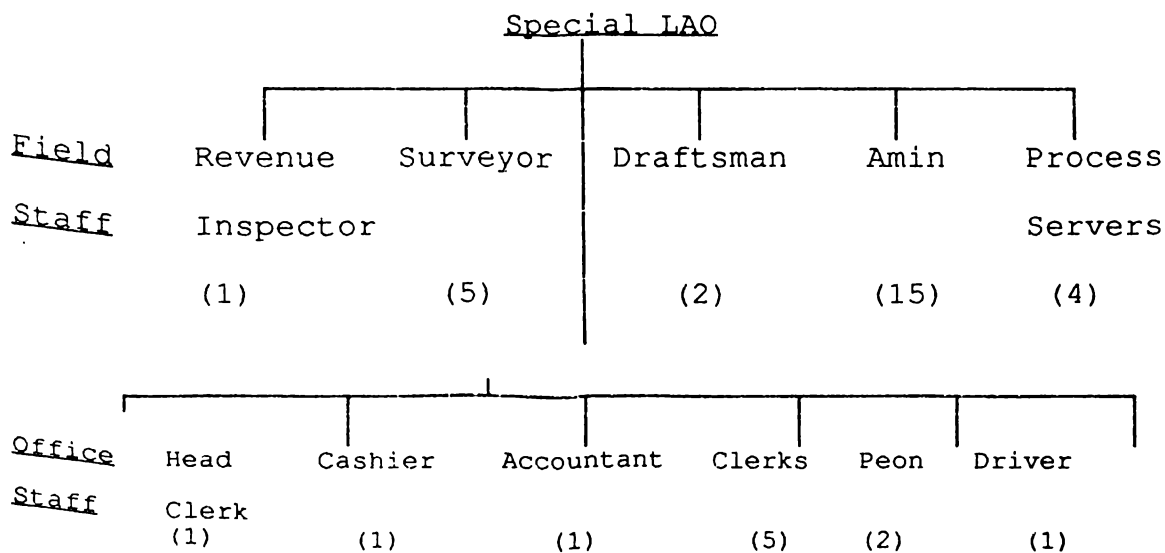 Special LAO
Field Revenue Surveyor Draftsman Amin Process
Staff Inspector Servers
(1) (5) (2) (15) (4)
Office Head Cashier Accountant Clerks Peon Driver
Staff Clerk
(1) (1) (1) (5) (2) (1)